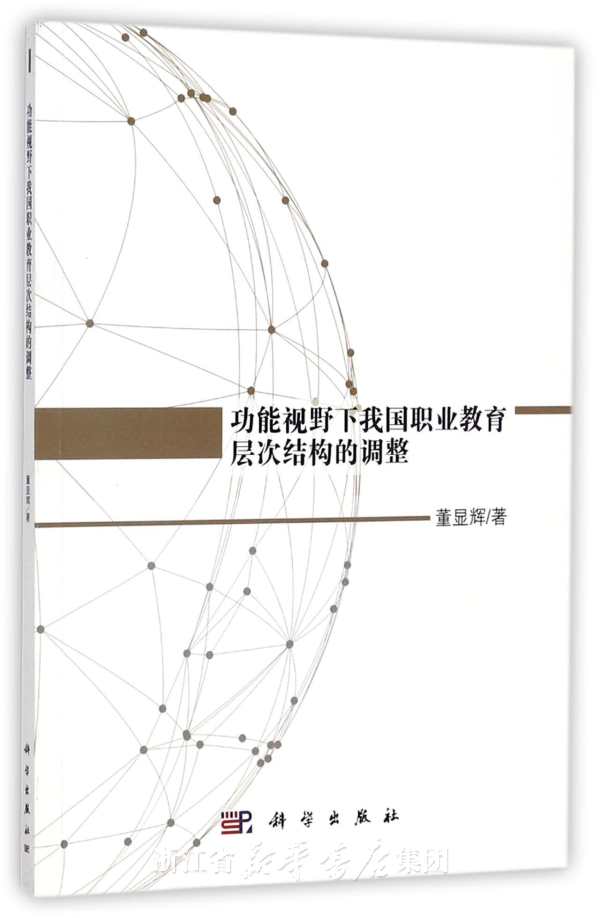 功能视野下我国职业教育层次结构的调整
董显辉 著
科学出版社
功能视野下我国职业教育
层次结构的调整
董显辉/著
科学出版社
浙江省新华书店集团